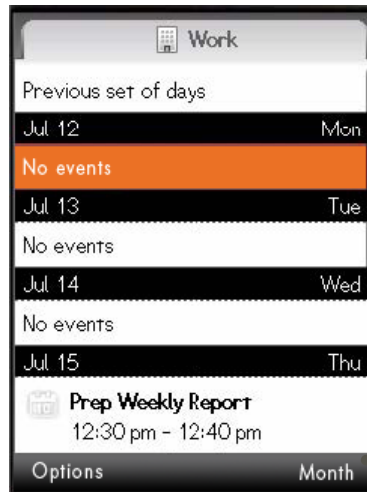 Work
Previous set of days
Jul 12 Mon
No events
Jul 13 Tue
No events
Jul 14 Wed
No events
Jul 15 Thu
Prep Weekly Report
12:30 pm - 12:40 pm
Options Month